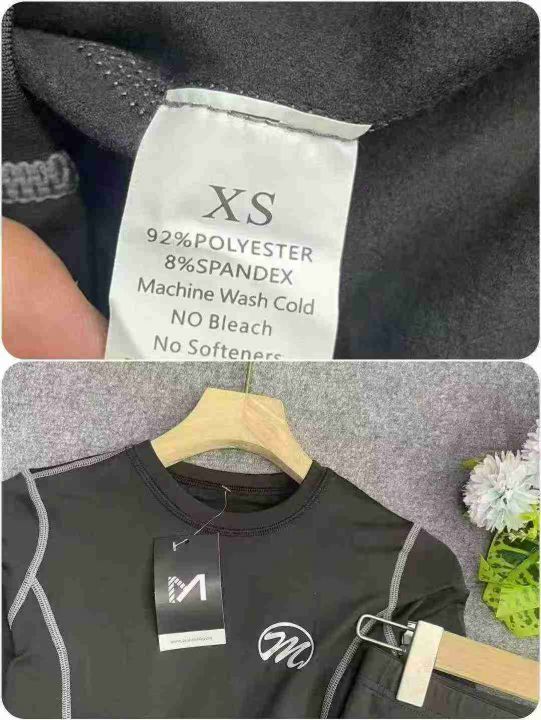 XS
92%POLYESTER
8%SPANDEX
Machine Wash Cold
NO Bleach
No Softeners
M